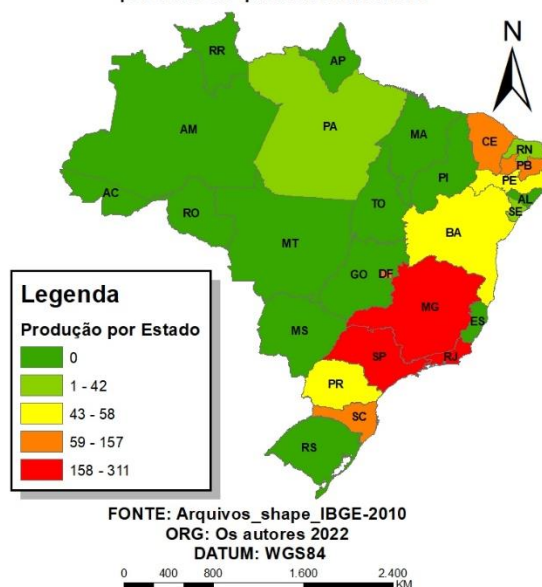 N
RR
AP
AM
PA
MA
CE
RN
PB
PE
PI
AL
SE
AC
RO
TO
MT
BA
GO
DF
MG
ES
MS
SP
RJ
PR
SC
RS
Legenda
Produção por Estado
0
1 - 42
43 - 58
59 - 157
158 - 311
FONTE: Arquivos_shape_IBGE-2010
ORG: Os autores 2022
DATUM: WGS84
0 400 800 1.600 2.400
KM